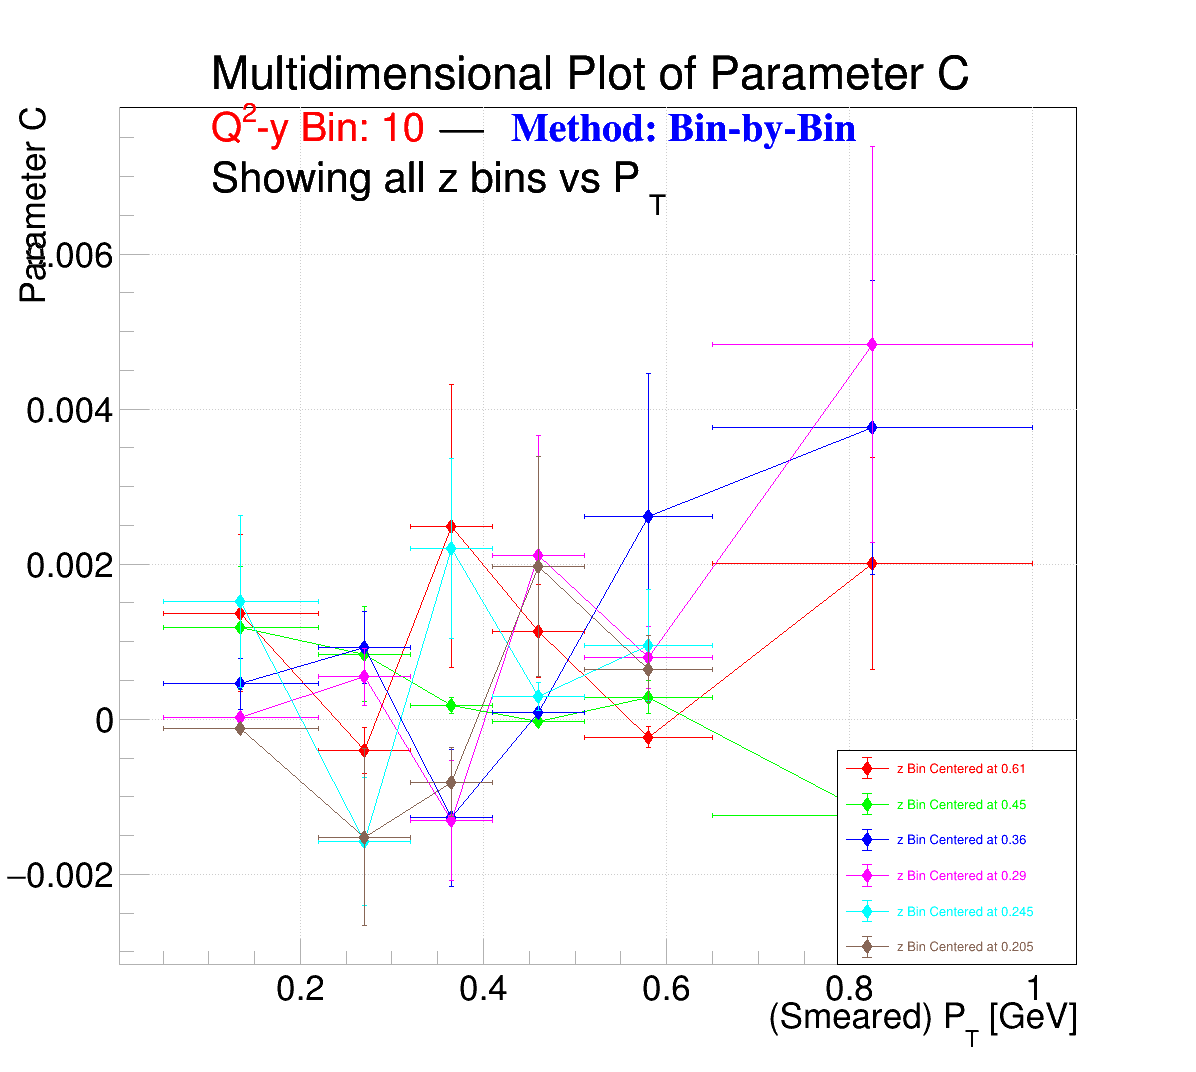 Multidimensional Plot of Parameter C
Q²-y Bin: 10 — Method: Bin-by-Bin
Showing all z bins vs P_T
Parameter C
0.006
0.004
0.002
0
−0.002
z Bin Centered at 0.61
z Bin Centered at 0.45
z Bin Centered at 0.36
z Bin Centered at 0.29
z Bin Centered at 0.245
z Bin Centered at 0.205
0.2 0.4 0.6 0.8 1
(Smeared) P_T [GeV]